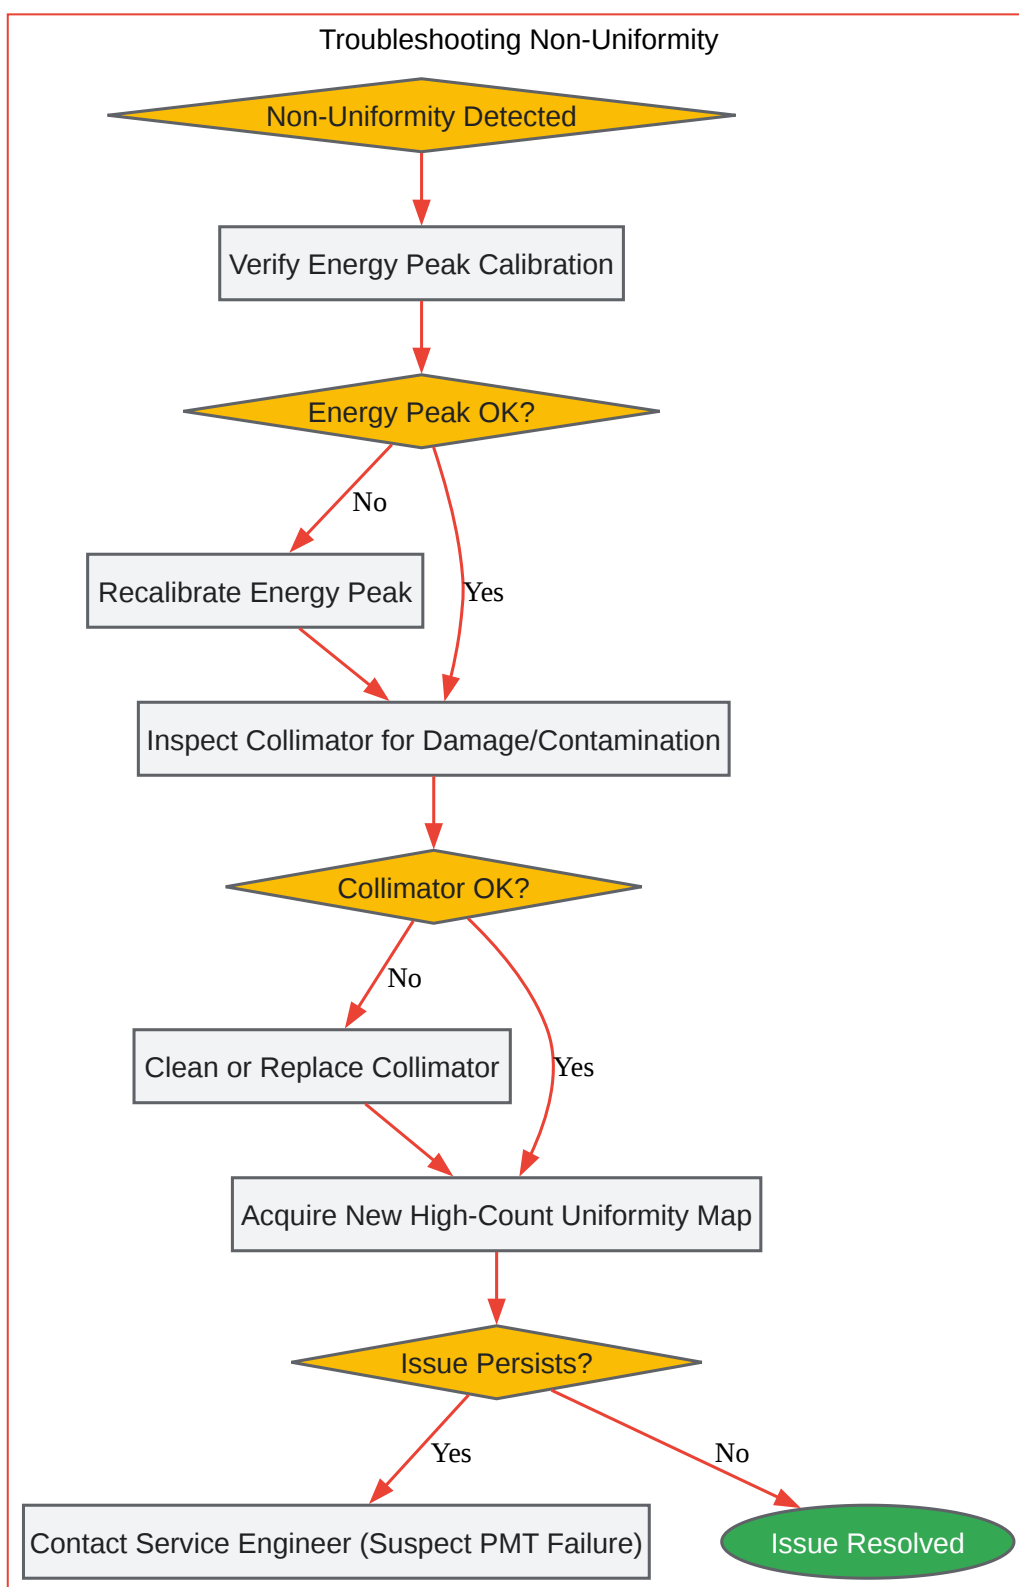 Troubleshooting Non-Uniformity
Non-Uniformity Detected
Verify Energy Peak Calibration
Energy Peak OK?
No
Recalibrate Energy Peak
Yes
Inspect Collimator for Damage/Contamination
Collimator OK?
No
Clean or Replace Collimator
Yes
Acquire New High-Count Uniformity Map
Issue Persists?
Yes
No
Contact Service Engineer (Suspect PMT Failure)
Issue Resolved